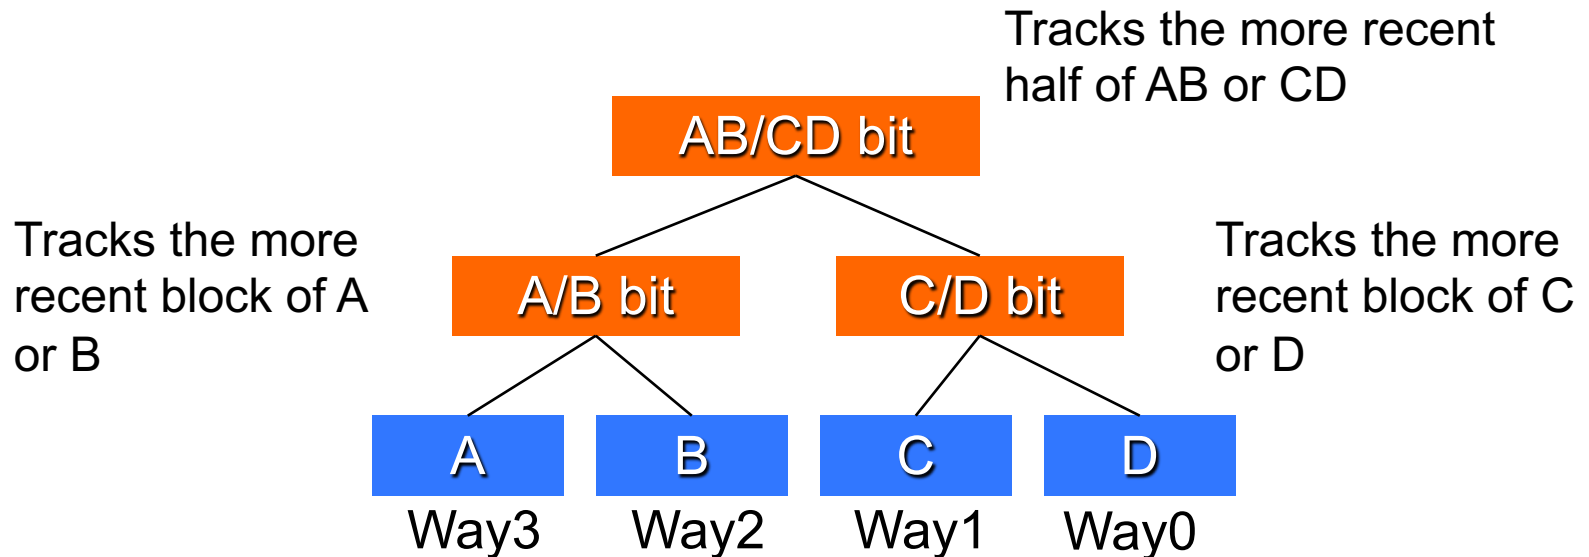 Tracks the more recent
half of AB or CD
AB/CD bit
Tracks the more
recent block of A
or B
A/B bit
C/D bit
Tracks the more
recent block of C
or D
A
B
C
D
Way3
Way2
Way1
Way0